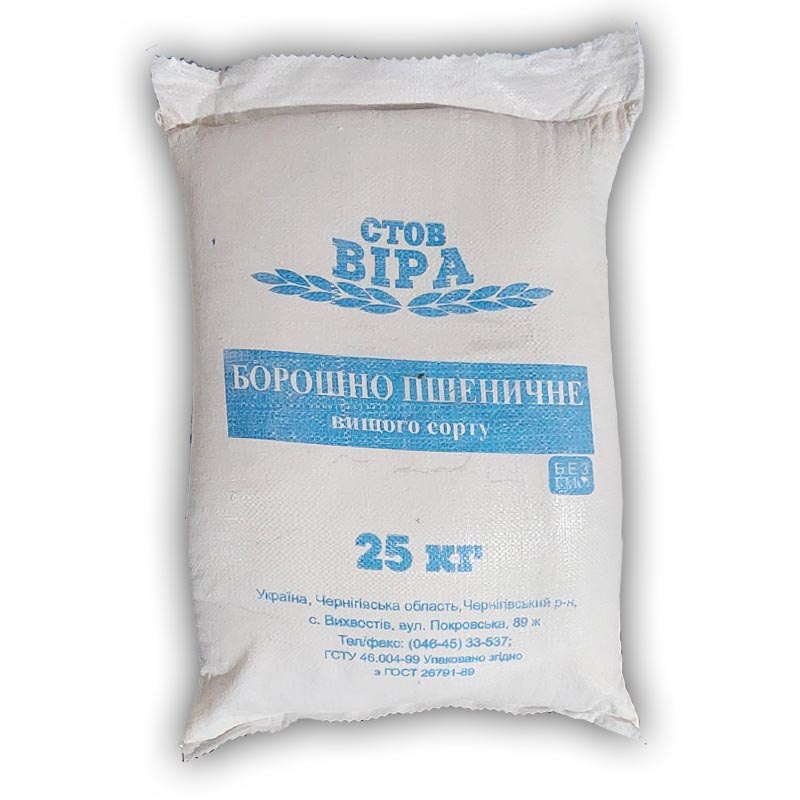 СТОВ
ВІРА
БОРОШНО ПШЕНИЧНЕ
вищого сорту
БЕЗ
ГМО
25 кг
Україна, Чернігівська область, Чернігівський р-н,
с. Вихвостів, вул. Покровська, 89 ж
Тел/факс: (046-45) 33-537;
ГСТУ 46.004-99 Упаковано згідно
з ГОСТ 26791-89